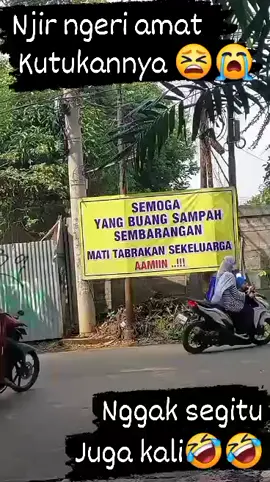 Njir ngeri amat
Kutukannya 😫😭
SEMOGA
YANG BUANG SAMPAH
SEMBARANGAN
MATI TABRAKAN SEKELUARGA
AAMIIN ..!!!
Nggak segitu
Juga kali🤣🤣